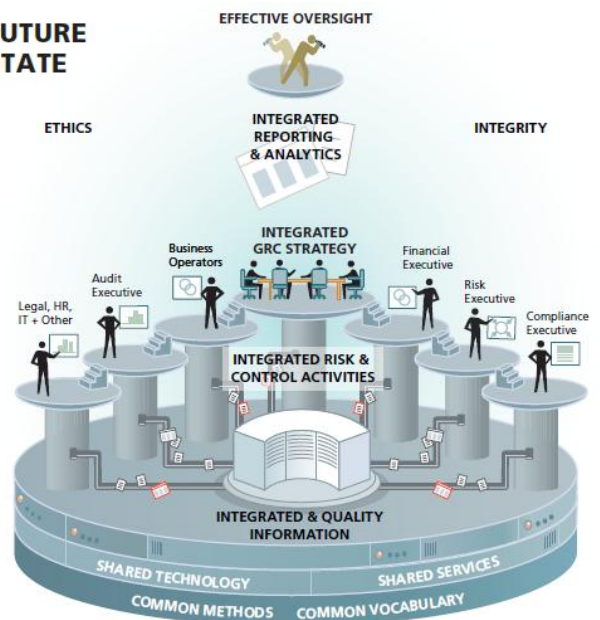 UTURE
TATE
EFFECTIVE OVERSIGHT
ETHICS
INTEGRATED
REPORTING
& ANALYTICS
INTEGRITY
INTEGRATED
GRC STRATEGY
Business
Operators
Financial
Executive
Audit
Executive
Risk
Executive
Legal, HR,
IT + Other
Compliance
Executive
INTEGRATED RISK &
CONTROL ACTIVITIES
INTEGRATED & QUALITY
INFORMATION
SHARED TECHNOLOGY
SHARED SERVICES
COMMON METHODS
COMMON VOCABULARY